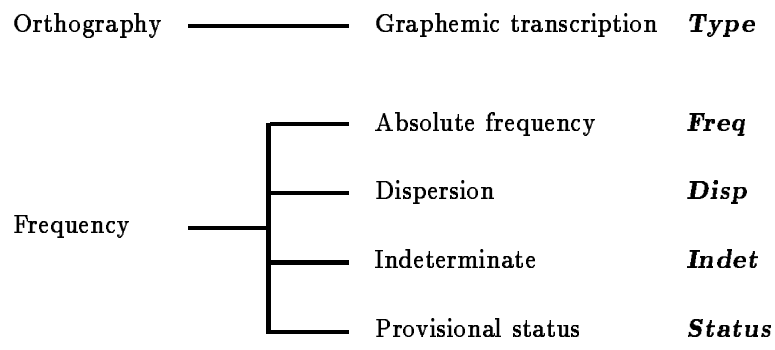 Orthography Graphemic transcription Type
Absolute frequency Freq
Dispersion Disp
Frequency
Indeterminate Indet
Provisional status Status